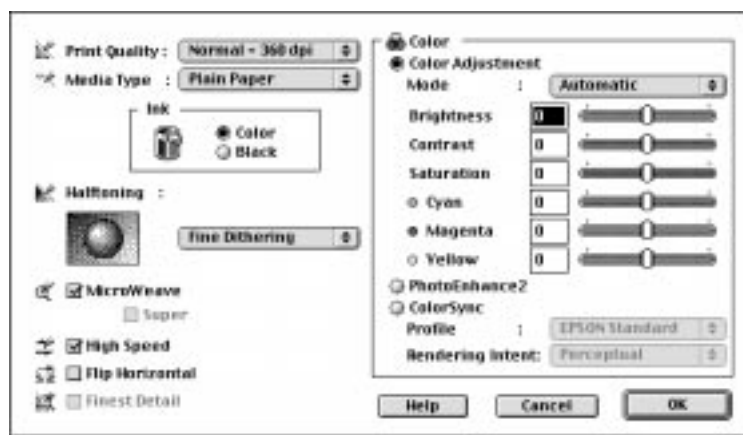 Print Quality : Normal - 360 dpi
Media Type : Plain Paper
Ink
Color
Black
Halftoning :
Fine Dithering
MicroWeave
Super
High Speed
Flip Horizontal
Finest Detail
Color
Color Adjustment
Mode : Automatic
Brightness 0
Contrast 0
Saturation 0
Cyan 0
Magenta 0
Yellow 0
PhotoEnhance2
ColorSync
Profile : EPSON Standard
Rendering Intent: Perceptual
Help Cancel OK